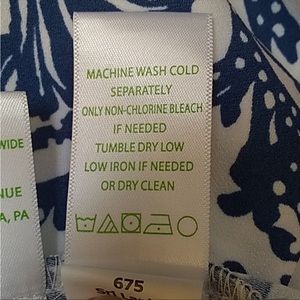 MACHINE WASH COLD
SEPARATELY
ONLY NON-CHLORINE BLEACH
IF NEEDED
TUMBLE DRY LOW
LOW IRON IF NEEDED
OR DRY CLEAN
WIDE
NUE
A, PA
675